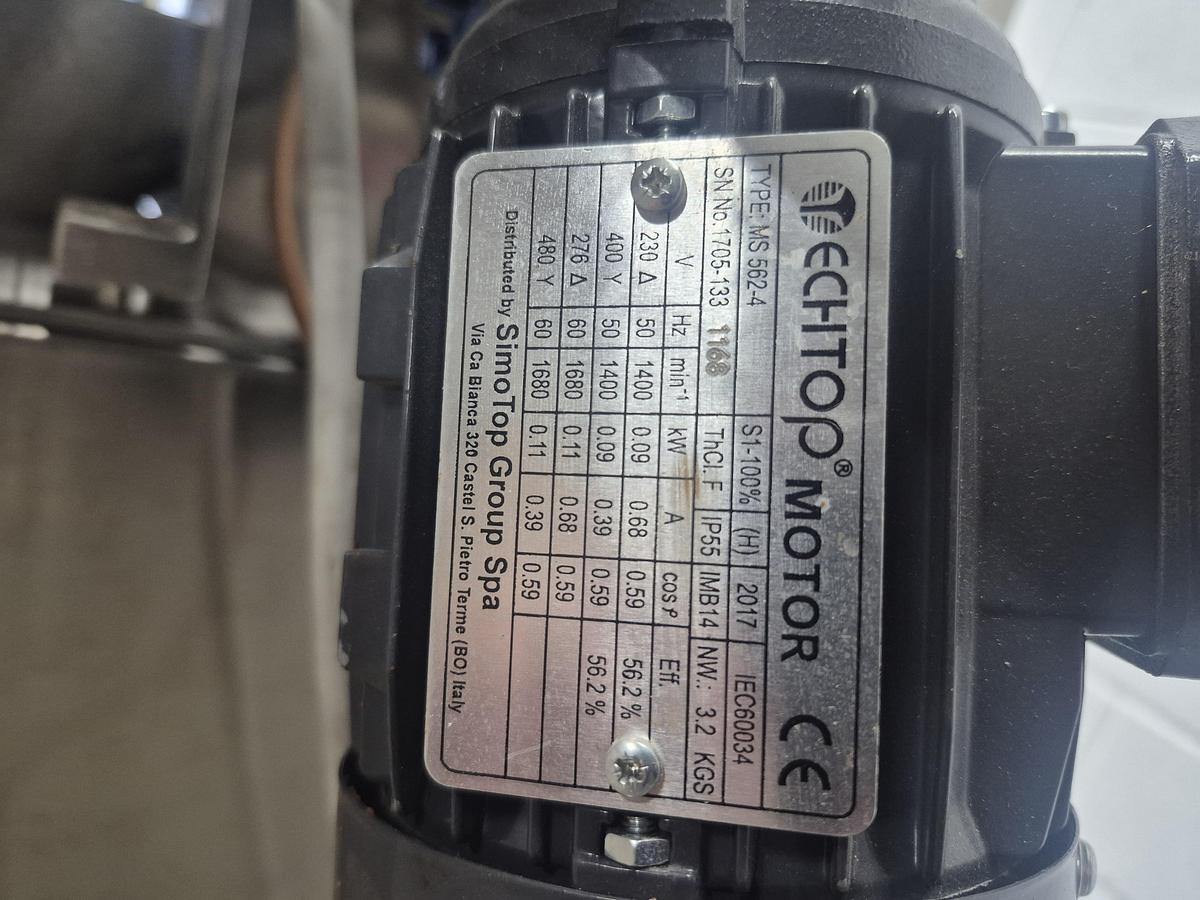 TECHTOP® MOTOR CE
TYPE: MS 562-4 S1-100% (H) 2017 IEC60034
SN No. 1705-133 1168 ThCl. F IP55 IMB14 NW.: 3.2 KGS
V Hz min⁻¹ kW A cos φ Eff.
230 Δ 50 1400 0.09 0.68 0.59 56.2 %
400 Y 50 1400 0.09 0.39 0.59 56.2 %
276 Δ 60 1680 0.11 0.68 0.59
480 Y 60 1680 0.11 0.39 0.59
Distributed by SimoTop Group Spa
Via Ca Bianca 320 Castel S. Pietro Terme (BO) Italy